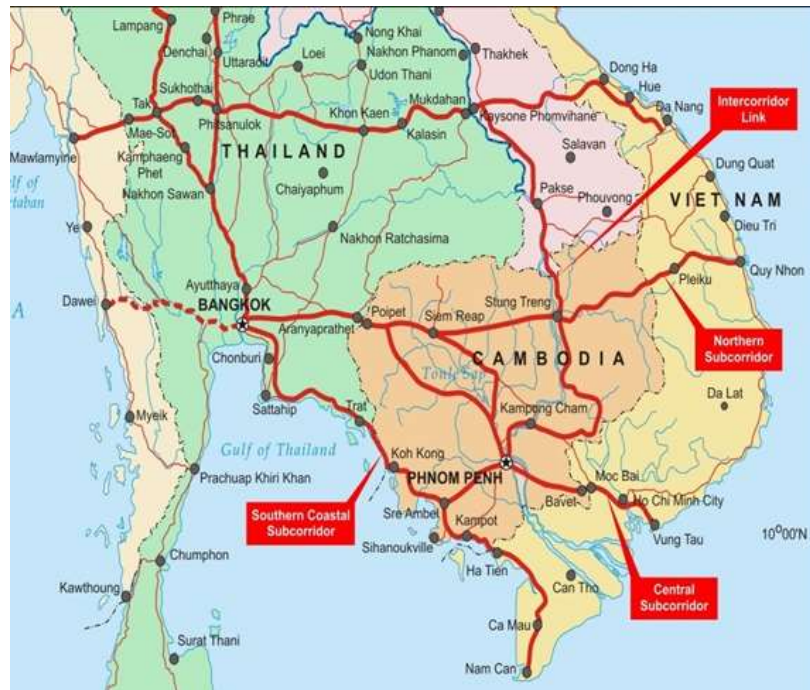 Lampang
Phrae
Denchai
Uttaradit
Loei
Nong Khai
Nakhon Phanom
Udon Thani
Thakhek
Dong Ha
Hue
Da Nang
Intercorridor
Link
Sukhothai
Tak
Mae-Sot
Phitsanulok
Khon Kaen
Mukdahan
Kalasin
Kaysone Phomvihane
Mawlamyine
Kamphaeng
Phet
THAILAND
Salavan
Gulf of
Nakhon Sawan
Chaiyaphum
Pakse
Phouvong
Dung Quat
VIET NAM
Dieu Tri
Ye
Nakhon Ratchasima
Quy Nhon
Pleiku
Ayutthaya
BANGKOK
Dawei
A
Aranyaprathet
Poipet
Siem Reap
Stung Treng
Northern
Subcorridor
Chonburi
CAMBODIA
Tonle Sap
Sattahip
Trat
Kampong Cham
Da Lat
Myeik
Gulf of Thailand
Koh Kong
PHNOM PENH
Prachuap Khiri Khan
Moc Bai
Bavet
Ho Chi Minh City
Southern Coastal
Subcorridor
Sre Ambel
Kampot
Sihanoukville
Vung Tau
10°00'N
Ha Tien
Chumphon
Can Tho
Central
Subcorridor
Kawthoung
Ca Mau
Surat Thani
Nam Can